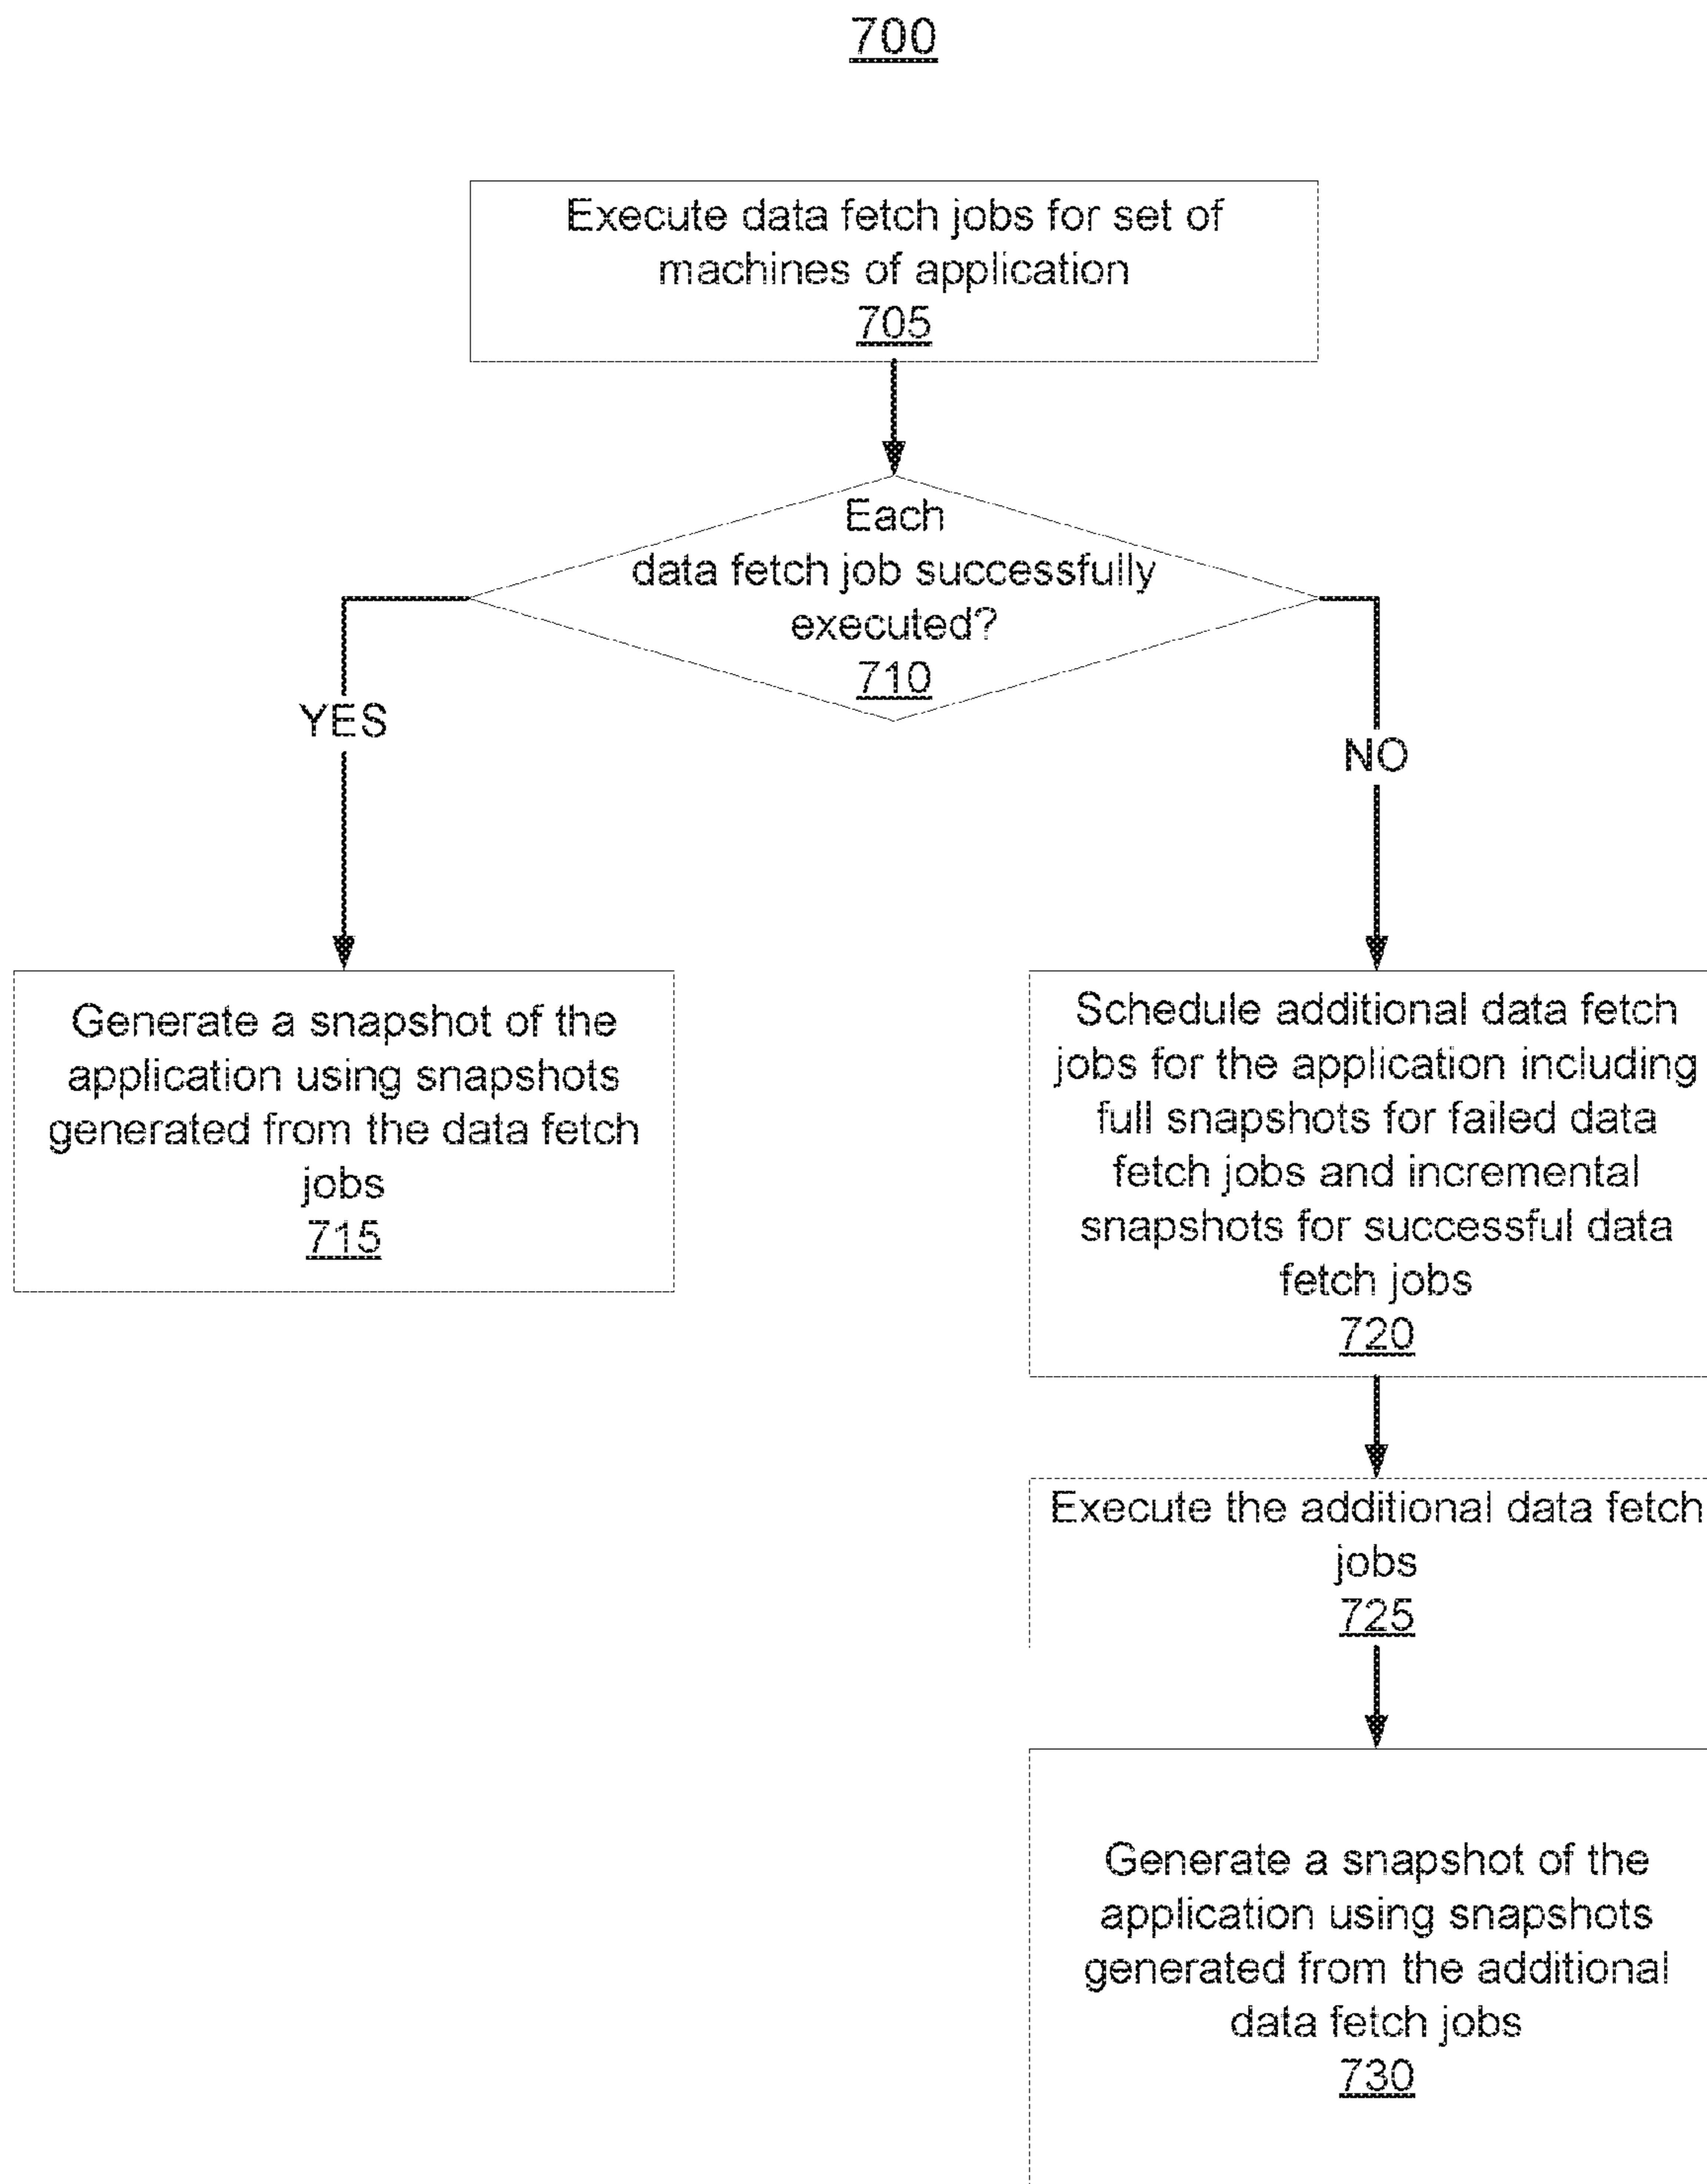 700
Execute data fetch jobs for set of
machines of application
705
Each
data fetch job successfully
executed?
710
YES
NO
Generate a snapshot of the
application using snapshots
generated from the data fetch
jobs
715
Schedule additional data fetch
jobs for the application including
full snapshots for failed data
fetch jobs and incremental
snapshots for successful data
fetch jobs
720
Execute the additional data fetch
jobs
725
Generate a snapshot of the
application using snapshots
generated from the additional
data fetch jobs
730